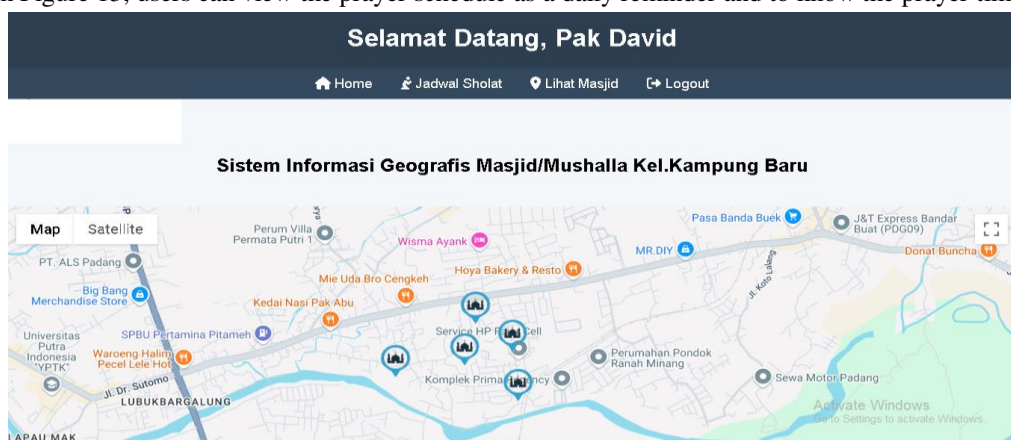 Figure 13, users can view the prayer schedule as a daily reminder and to know the prayer
Selamat Datang, Pak David
Home Jadwal Sholat Lihat Masjid Logout
Sistem Informasi Geografis Masjid/Mushalla Kel.Kampung Baru
Map Satellite
Perum Villa
Permata Putri 1
Wisma Ayank
Pasa Banda Buek
J&T Express Bandar
Buat (PDG09)
MR.DIY
Donat Buncha
PT. ALS Padang
Big Bang
Merchandise Store
Mie Uda Bro
Cengkeh
Hoya Bakery
& Resto
Jl. Koto Lalang
Kedai Nasi Pak Abu
Universitas
Putra
Indonesia
"YPTK"
SPBU Pertamina Pitameh
Service HP
Cell
Waroeng Halim
Pecel Lele Hot
Perumahan Pondok
Ranah Minang
Komplek Prima
Sewa Motor Padang
Jl. Dr. Sutomo
LUBUKBARGALUNG
Activate Windows
Go to Settings to activate Windows.
LAPAU MAK